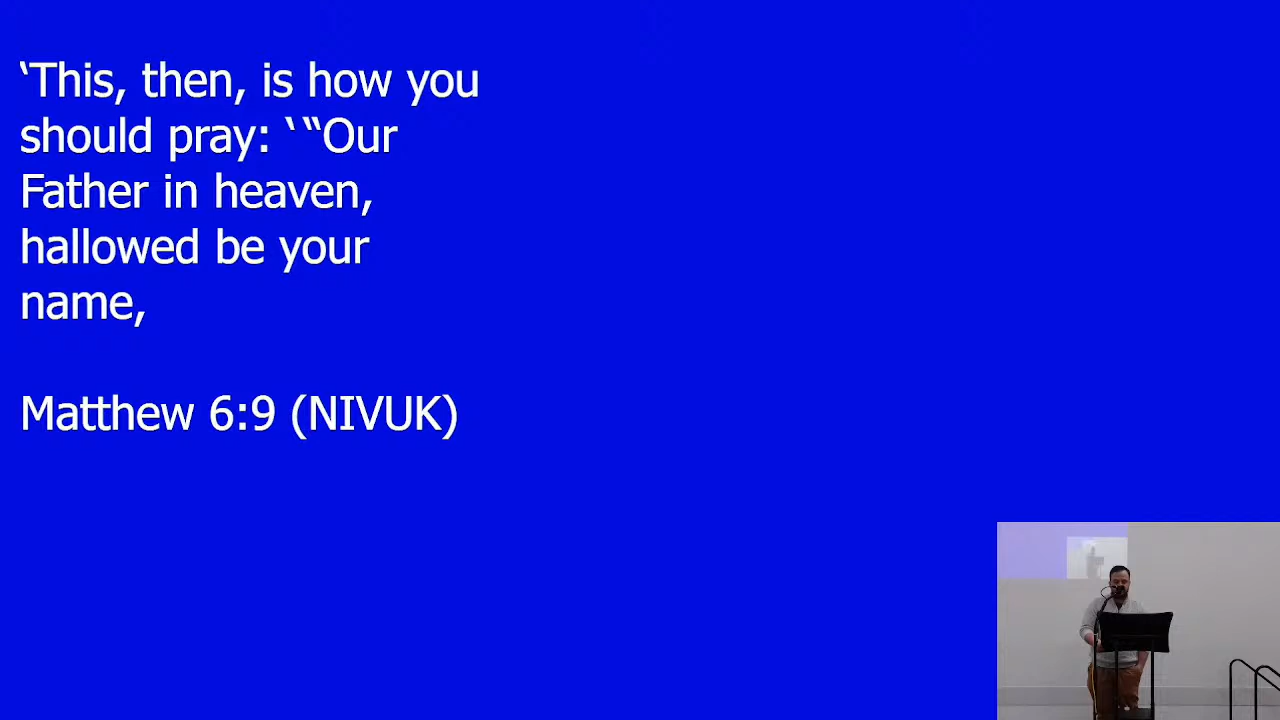 ‘This, then, is how you
should pray: ‘ “Our
Father in heaven,
hallowed be your
name,
Matthew 6:9 (NIVUK)